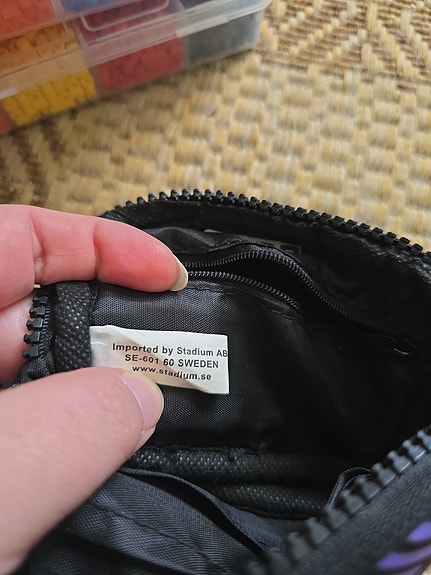 Imported by Stadium AB
SE-601 60 SWEDEN
www.stadium.se